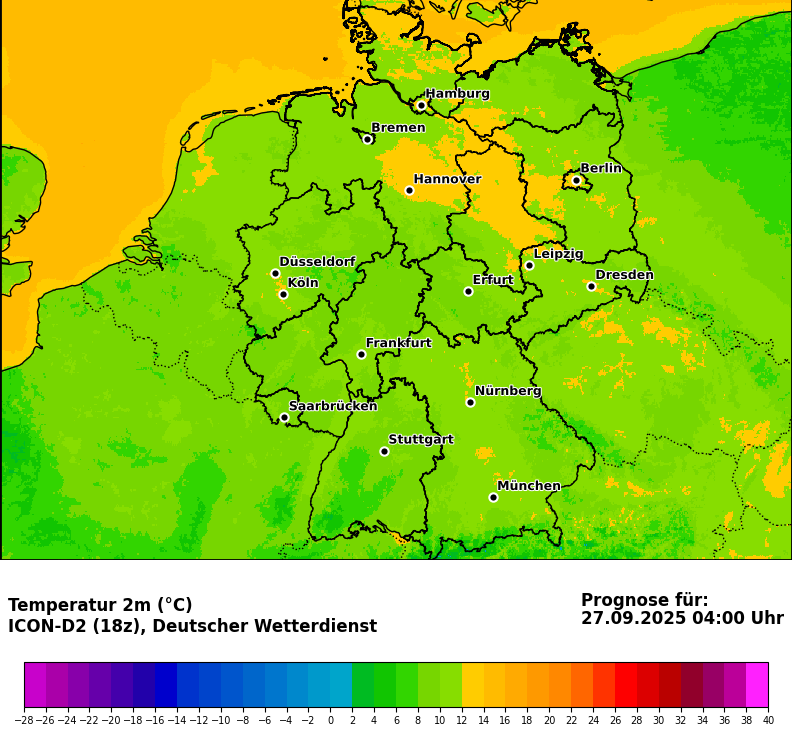 Hamburg
Bremen
Berlin
Hannover
Leipzig
Düsseldorf
Dresden
Köln
Erfurt
Frankfurt
Nürnberg
Saarbrücken
Stuttgart
München
Temperatur 2m (°C)
ICON-D2 (18z), Deutscher Wetterdienst
Prognose für:
27.09.2025 04:00 Uhr
−28 −26 −24 −22 −20 −18 −16 −14 −12 −10 −8 −6 −4 −2 0 2 4 6 8 10 12 14 16 18 20 22 24 26 28 30 32 34 36 38 40